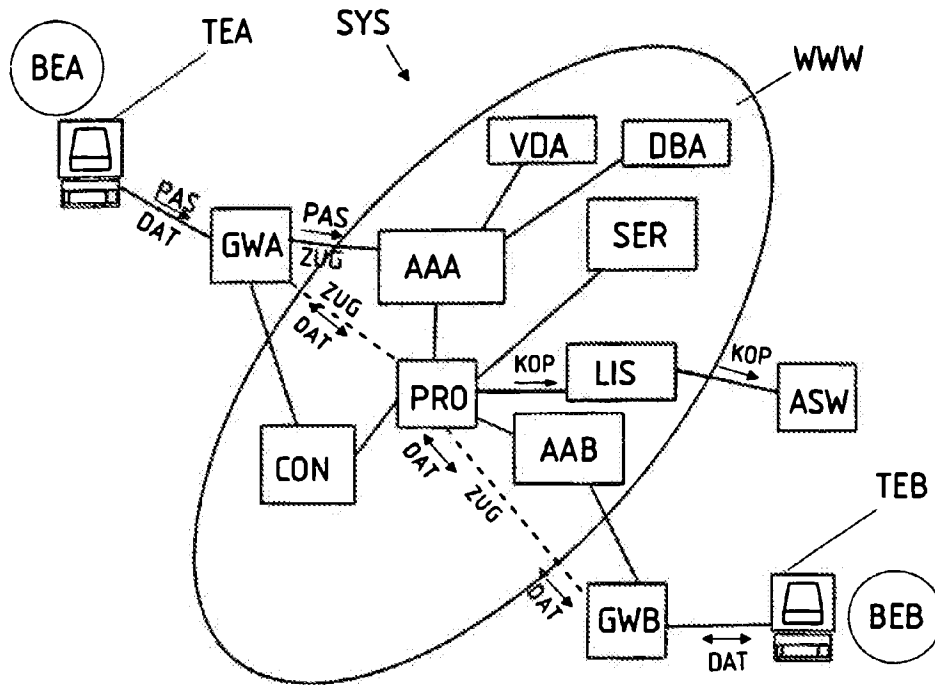 SYS
TEA
BEA
WWW
VDA
DBA
PAS
DAT
GWA
PAS
ZUG
AAA
SER
ZUG
DAT
KOP
LIS
KOP
PRO
ASW
CON
DAT
AAB
ZUG
TEB
DAT
GWB
BEB
DAT